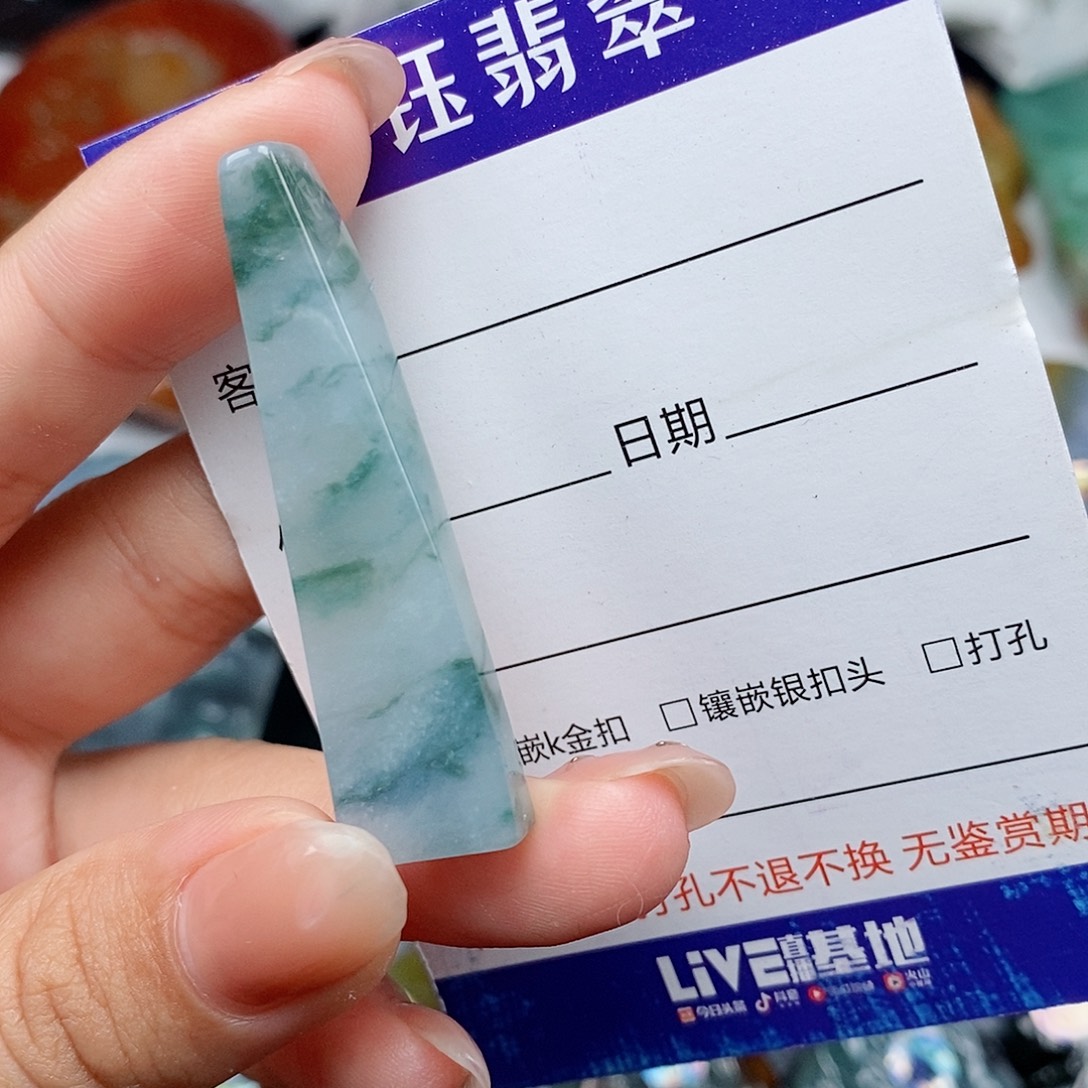 钰翡翠
客
日期
嵌k金扣 □镶嵌银扣头 □打孔
打孔不退不换 无鉴赏期
LiVE直播基地
今日头条 抖音 火山